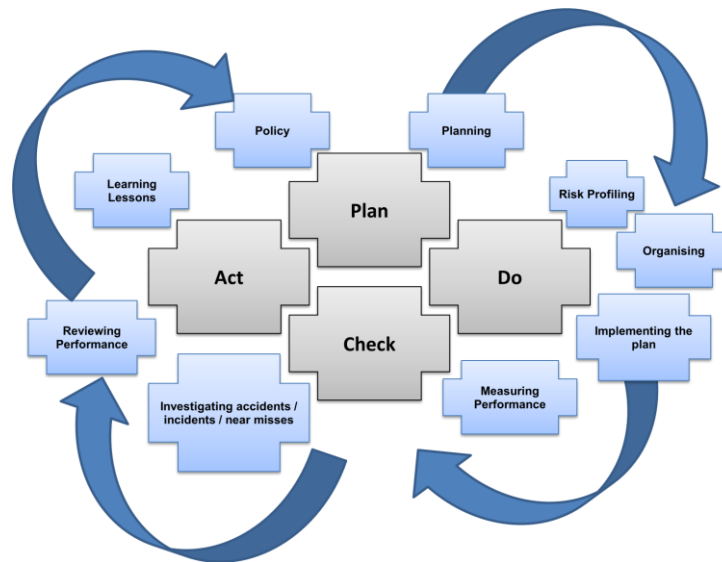 Policy
Planning
Learning
Lessons
Plan
Risk Profiling
Organising
Act
Do
Reviewing
Performance
Check
Implementing the
plan
Investigating accidents /
incidents / near misses
Measuring
Performance